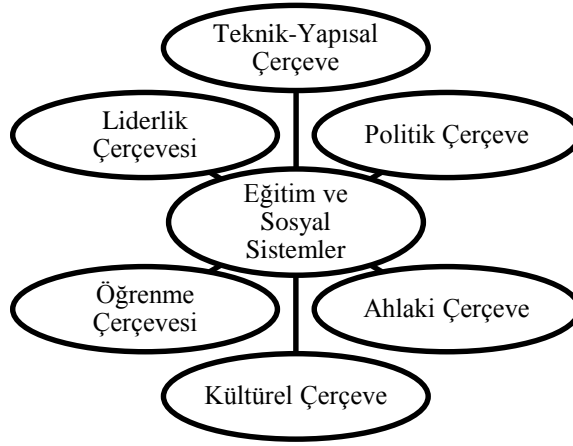 Teknik-Yapısal
Çerçeve
Liderlik
Çerçevesi
Politik Çerçeve
Eğitim ve
Sosyal
Sistemler
Öğrenme
Çerçevesi
Ahlaki Çerçeve
Kültürel Çerçeve